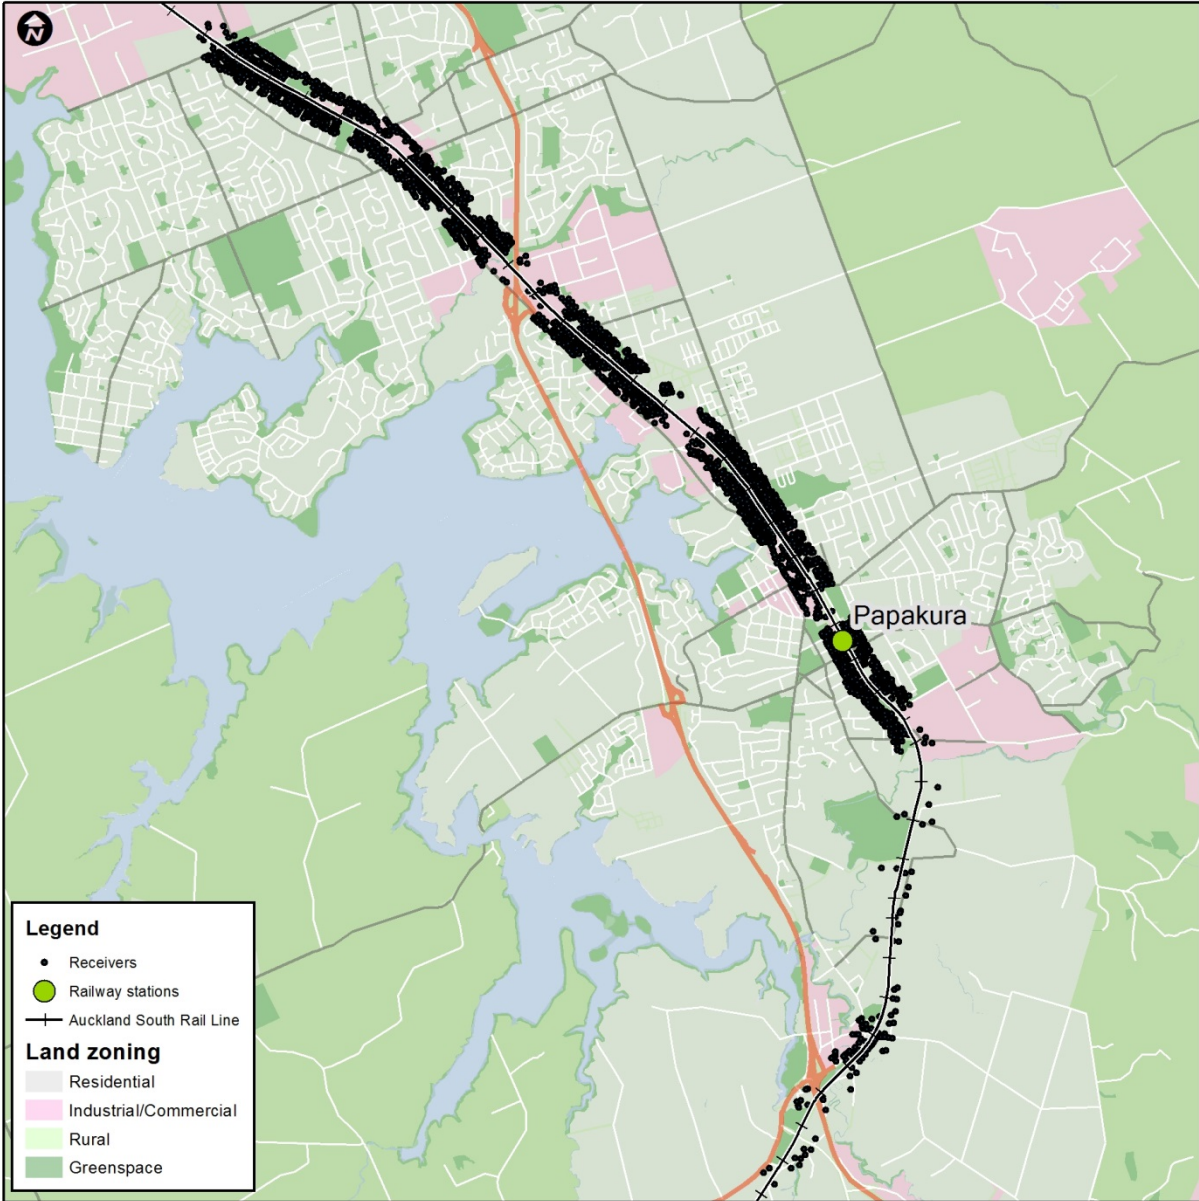 N
Papakura
Legend
Receivers
Railway stations
Auckland South Rail Line
Land zoning
Residential
Industrial/Commercial
Rural
Greenspace